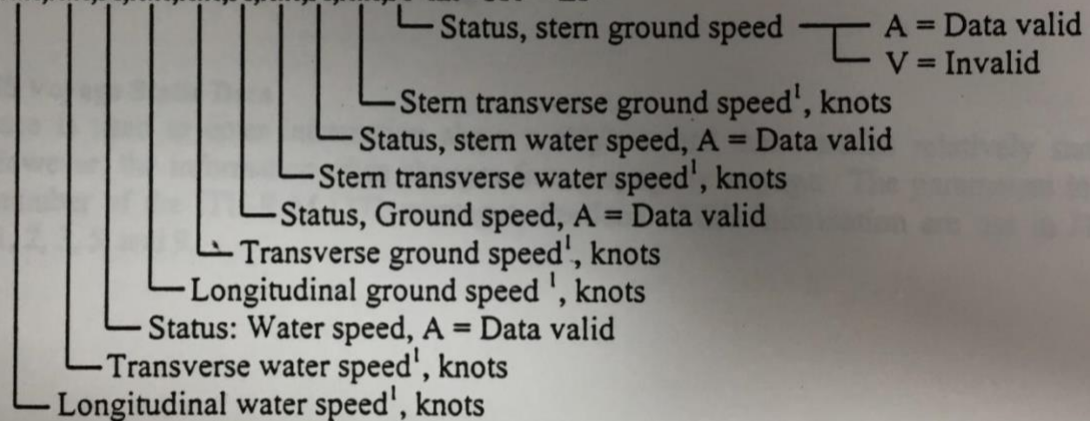 Status, stern ground speed A = Data valid
V = Invalid
Stern transverse ground speed¹, knots
Status, stern water speed, A = Data valid
Stern transverse water speed¹, knots
Status, Ground speed, A = Data valid
Transverse ground speed¹, knots
Longitudinal ground speed ¹, knots
Status: Water speed, A = Data valid
Transverse water speed¹, knots
Longitudinal water speed¹, knots